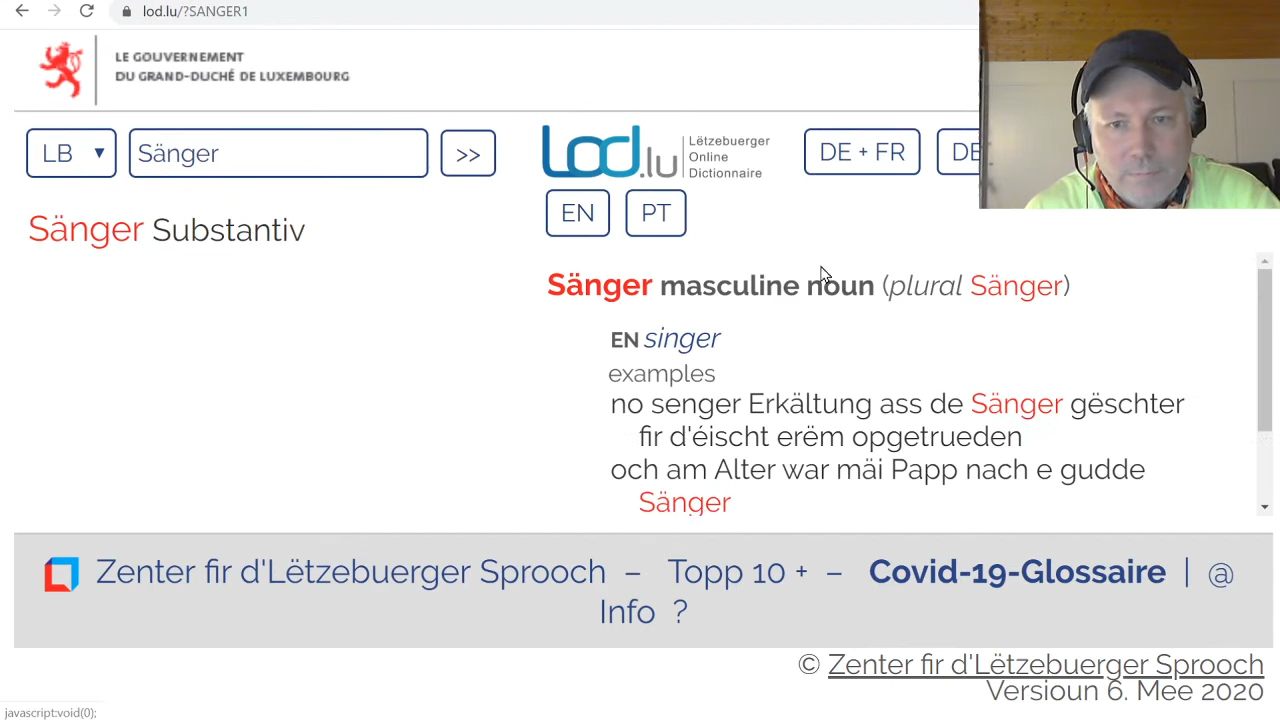 lod.lu/?SANGER1
LE GOUVERNEMENT
DU GRAND-DUCHÉ DE LUXEMBOURG
LB ▼ Sänger >>
Lod.lu Lëtzebuerger
Online
Dictionnaire
DE + FR DE
EN PT
Sänger Substantiv
Sänger masculine noun (plural Sänger)
EN singer
examples
no senger Erkältung ass de Sänger gëschter
fir d'éischt erëm opgetrueden
och am Alter war mäi Papp nach e gudde
Sänger
Zenter fir d'Lëtzebuerger Sprooch – Topp 10 + – Covid-19-Glossaire | @
Info ?
© Zenter fir d'Lëtzebuerger Sprooch
Versioun 6. Mee 2020
javascript:void(0);